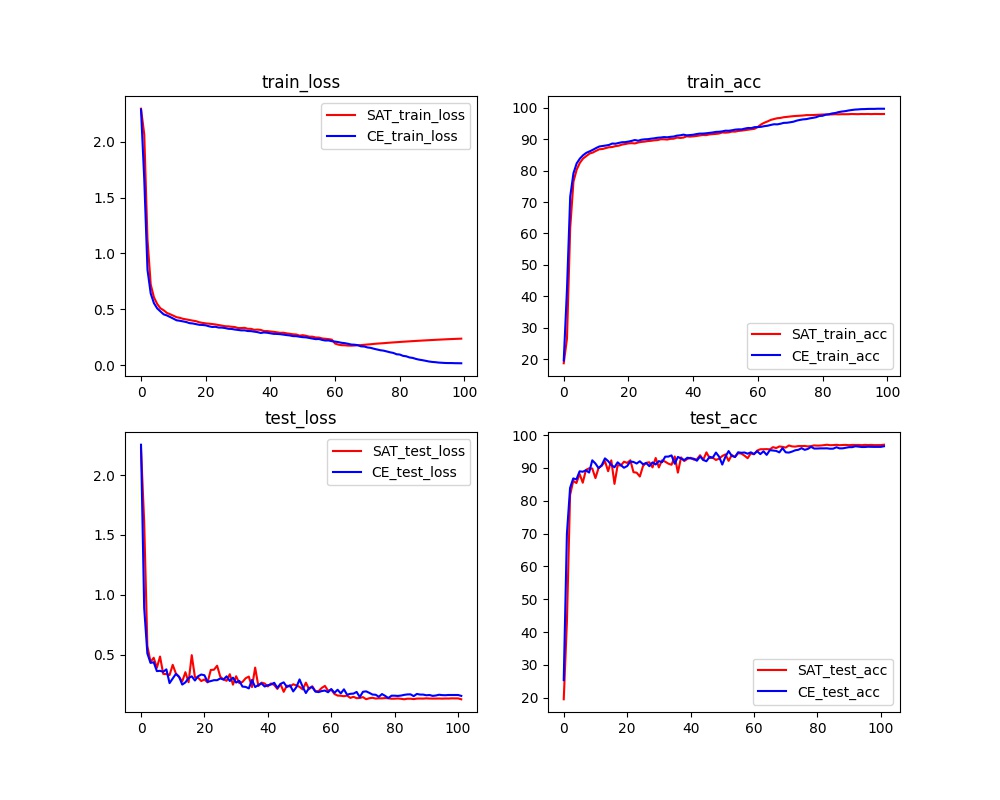 train_loss
2.0
1.5
1.0
0.5
0.0
0 20 40 60 80 100
SAT_train_loss
CE_train_loss
train_acc
100
90
80
70
60
50
40
30
20
0 20 40 60 80 100
SAT_train_acc
CE_train_acc
test_loss
2.0
1.5
1.0
0.5
0 20 40 60 80 100
SAT_test_loss
CE_test_loss
test_acc
100
90
80
70
60
50
40
30
20
0 20 40 60 80 100
SAT_test_acc
CE_test_acc